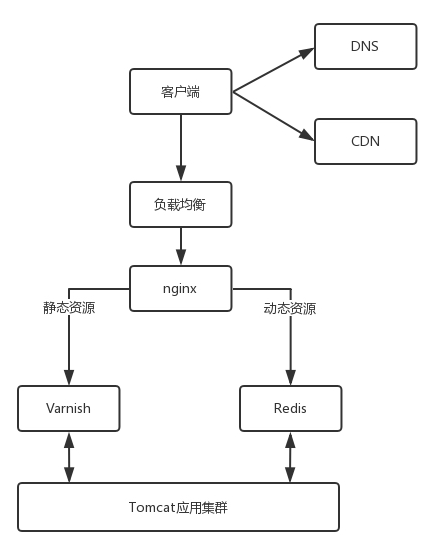 DNS
客户端
CDN
负载均衡
nginx
静态资源
动态资源
Varnish
Redis
Tomcat应用集群